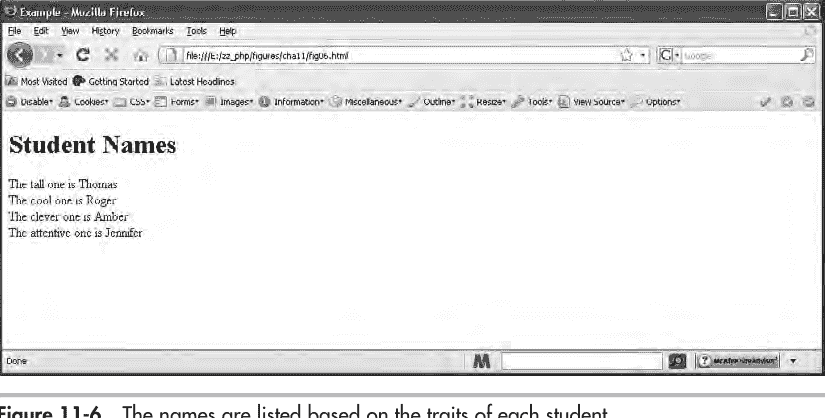 Example - Mozilla Firefox
File Edit View History Bookmarks Tools Help
file:///E:/zz_php/figures/cha11/fig06.html
Google
Most Visited Getting Started Latest Headlines
Disable Cookies CSS Forms Images Information Miscellaneous Outline Resize Tools View Source Options
Student Names
The tall one is Thomas
The cool one is Roger
The clever one is Amber
The attentive one is Jennifer
Done
McAfee SiteAdvisor
Figure 11-6 The names are listed based on the traits of each student